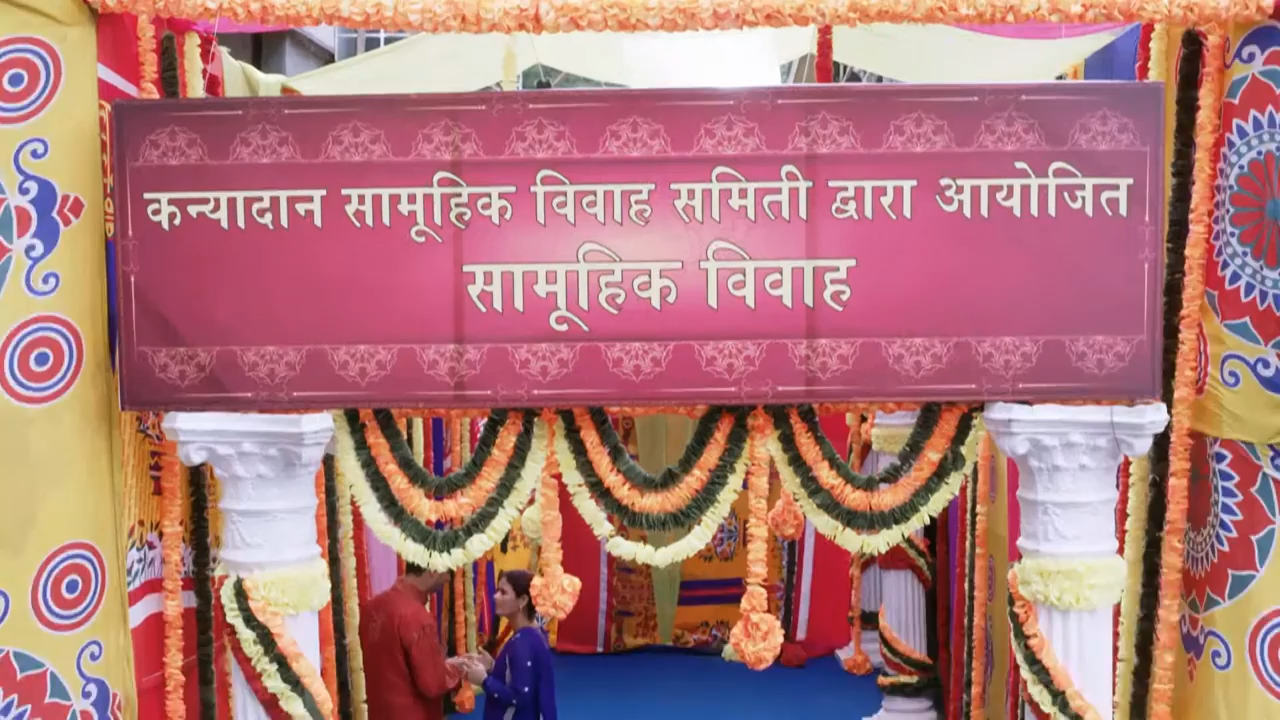 कन्यादान सामूहिक विवाह समिती द्वारा आयोजित
सामूहिक विवाह